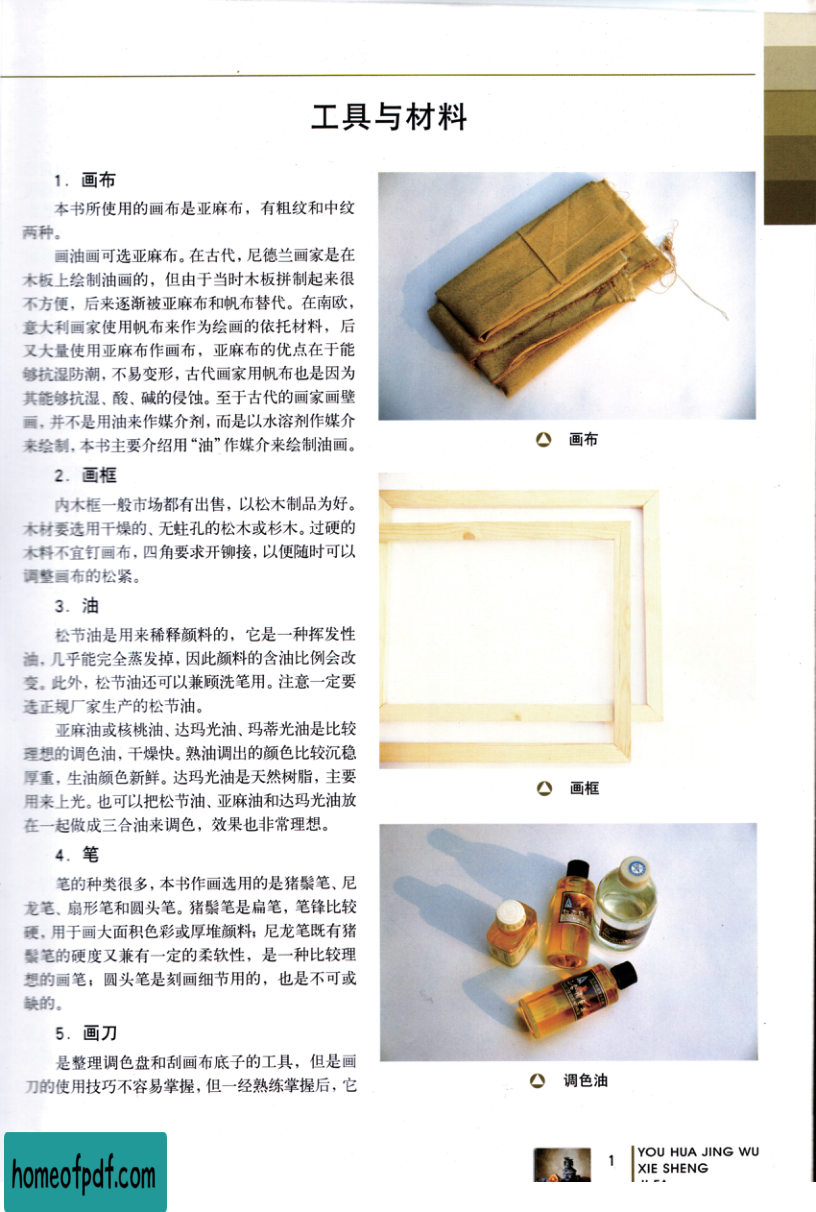 工具与材料
1. 画布
本书所使用的画布是亚麻布，有粗纹和中纹
两种。
画油画可选亚麻布。在古代，尼德兰画家是在
木板上绘制油画的，但由于当时木板拼制起来很
不方便，后来逐渐被亚麻布和帆布替代。在南欧，
意大利画家使用帆布来作为绘画的依托材料，后
又大量使用亚麻布作画布，亚麻布的优点在于能
够抗湿防潮，不易变形，古代画家用帆布也是因为
其能够抗湿、酸、碱的侵蚀。至于古代的画家画壁
画，并不是用油来作媒介剂，而是以水溶剂作媒介
来绘制，本书主要介绍用“油”作媒介来绘制油画。
2. 画框
内木框一般市场都有出售，以松木制品为好。
木材要选用干燥的、无蛀孔的松木或杉木。过硬的
木料不宜钉画布，四角要求开铆接，以便随时可以
调整画布的松紧。
3. 油
松节油是用来稀释颜料的，它是一种挥发性
油，几乎能完全蒸发掉，因此颜料的含油比例会改
变。此外，松节油还可以兼顾洗笔用。注意一定要
选正规厂家生产的松节油。
亚麻油或核桃油、达玛光油、玛蒂光油是比较
理想的调色油，干燥快。熟油调出的颜色比较沉稳
厚重，生油颜色新鲜。达玛光油是天然树脂，主要
用来上光。也可以把松节油、亚麻油和达玛光油放
在一起做成三合油来调色，效果也非常理想。
4. 笔
笔的种类很多，本书作画选用的是猪鬃笔、尼
龙笔、扇形笔和圆头笔。猪鬃笔是扁笔，笔锋比较
硬，用于画大面积色彩或厚堆颜料；尼龙笔既有猪
鬃笔的硬度又兼有一定的柔软性，是一种比较理
想的画笔；圆头笔是刻画细节用的，也是不可或
缺的。
5. 画刀
是整理调色盘和刮画布底子的工具，但是画
刀的使用技巧不容易掌握，但一经熟练掌握后，它
画布
画框
调色油
1
YOU HUA JING WU
XIE SHENG
homeofpdf.com